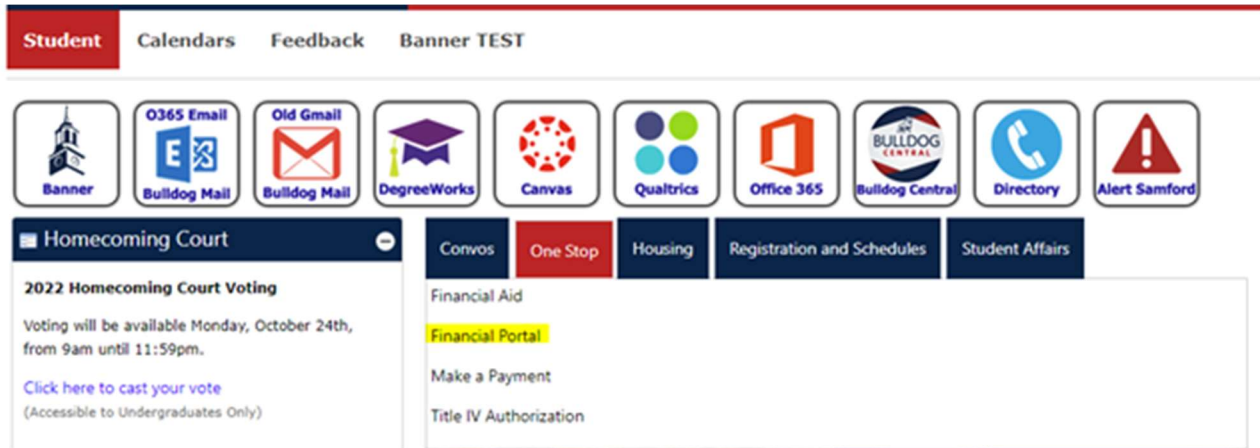 Student Calendars Feedback Banner TEST
Banner
O365 Email
Bulldog Mail
Old Gmail
Bulldog Mail
DegreeWorks
Canvas
Qualtrics
Office 365
BULLDOG
CENTRAL
Bulldog Central
Directory
Alert Samford
Homecoming Court
2022 Homecoming Court Voting
Voting will be available Monday, October 24th,
from 9am until 11:59pm.
Click here to cast your vote
(Accessible to Undergraduates Only)
Convos One Stop Housing Registration and Schedules Student Affairs
Financial Aid
Financial Portal
Make a Payment
Title IV Authorization